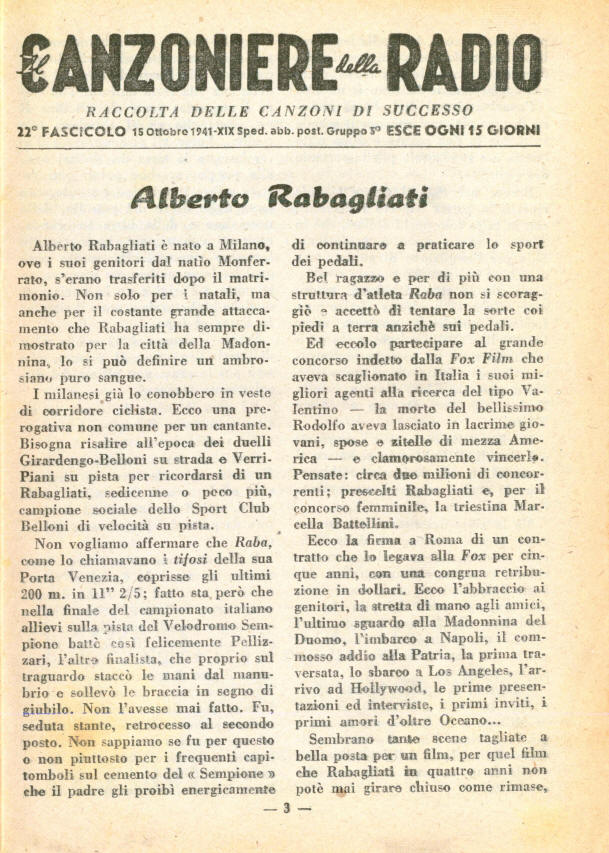 Il CANZONIERE della RADIO
RACCOLTA DELLE CANZONI DI SUCCESSO
22° FASCICOLO 15 Ottobre 1941-XIX Sped. abb. post. Gruppo 3° ESCE OGNI 15 GIORNI
Alberto Rabagliati
Alberto Rabagliati è nato a Milano,
ove i suoi genitori dal natìo Monfer-
rato, s'erano trasferiti dopo il matri-
monio. Non solo per i natali, ma
anche per il costante grande attacca-
mento che Rabagliati ha sempre di-
mostrato per la città della Madon-
nina, lo si può definire un ambro-
siano puro sangue.
I milanesi già lo conobbero in veste
di corridore ciclista. Ecco una pre-
rogativa non comune per un cantante.
Bisogna risalire all'epoca dei duelli
Girardengo-Belloni su strada e Verri-
Piani su pista per ricordarsi di un
Rabagliati, sedicenne o poco più,
campione sociale dello Sport Club
Belloni di velocità su pista.
Non vogliamo affermare che Raba,
come lo chiamavano i tifosi della sua
Porta Venezia, coprisse gli ultimi
200 m. in 11" 2/5; fatto sta però che
nella finale del campionato italiano
allievi sulla pista del Velodromo Sem-
pione battè così felicemente Pelliz-
zari, l'altro finalista, che proprio sul
traguardo staccò le mani dal manu-
brio e sollevò le braccia in segno di
giubilo. Non l'avesse mai fatto. Fu,
seduta stante, retrocesso al secondo
posto. Non sappiamo se fu per questo
o non piuttosto per i frequenti capi-
tomboli sul cemento del « Sempione »
che il padre gli proibì energicamente
di continuare a praticare lo sport
dei pedali.
Bel ragazzo e per di più con una
struttura d'atleta Raba non si scorag-
giò e accettò di tentare la sorte coi
piedi a terra anzichè sui pedali.
Ed eccolo partecipare al grande
concorso indetto dalla Fox Film che
aveva scaglionato in Italia i suoi mi-
gliori agenti alla ricerca del tipo Va-
lentino — la morte del bellissimo
Rodolfo aveva lasciato in lacrime gio-
vani, spose e zitelle di mezza Ame-
rica — e clamorosamente vincerlo.
Pensate: circa due milioni di concor-
renti; prescelti Rabagliati e, per il
concorso femminile, la triestina Mar-
cella Battellini.
Ecco la firma a Roma di un con-
tratto che lo legava alla Fox per cin-
que anni, con una congrua retribu-
zione in dollari. Ecco l'abbraccio ai
genitori, la stretta di mano agli amici,
l'ultimo sguardo alla Madonnina del
Duomo, l'imbarco a Napoli, il com-
mosso addio alla Patria, la prima tra-
versata, lo sbarco a Los Angeles, l'ar-
rivo ad Hollywood, le prime presen-
tazioni ed interviste, i primi inviti, i
primi amori d'oltre Oceano...
Sembrano tante scene tagliate a
bella posta per un film, per quel film
che Rabagliati in quattro anni non
potè mai girare chiuso come rimase,
— 3 —